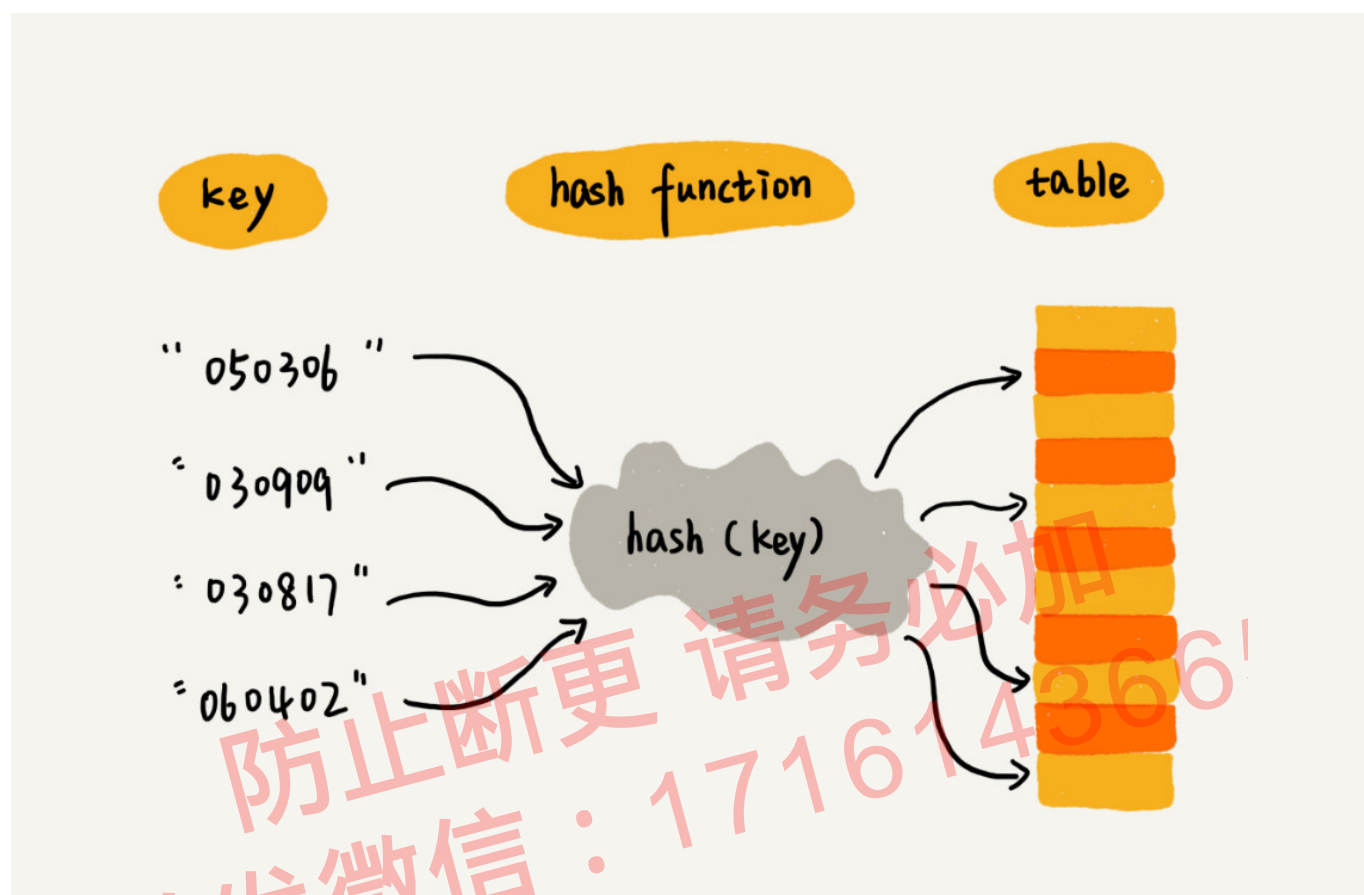 key
hash function
table
" 050306 "
" 030909 "
" 030817 "
hash (key)
" 060402 "
防止断更 请务必加
发微信：171614366